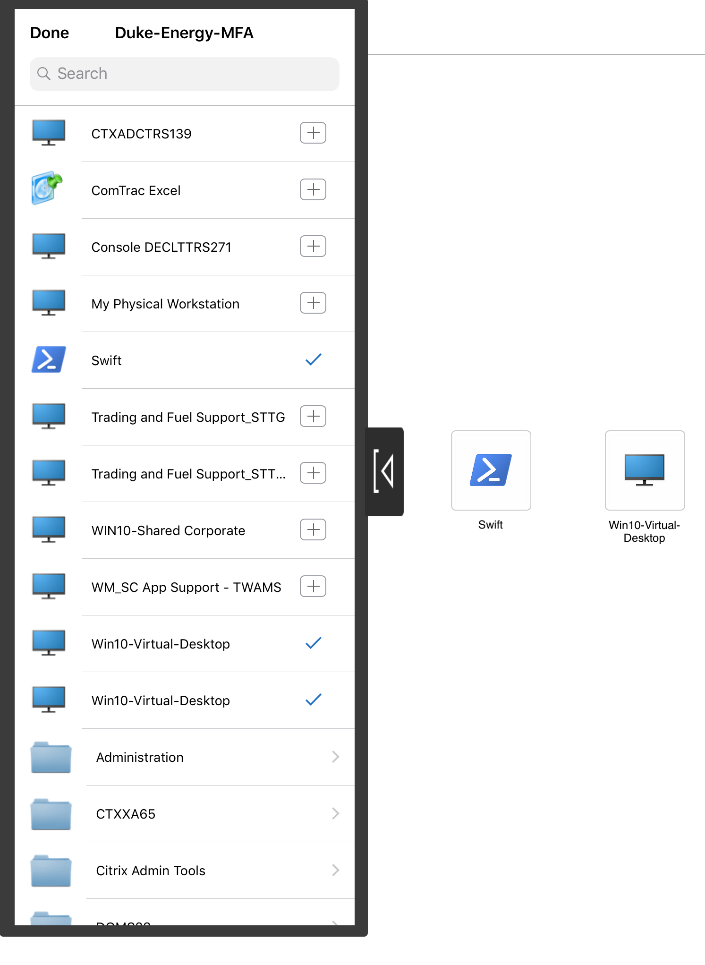 Done
Duke-Energy-MFA
Search
CTXADCTRS139
ComTrac Excel
Console DECLTTRS271
My Physical Workstation
Swift
Trading and Fuel Support_STTG
Trading and Fuel Support_STT...
WIN10-Shared Corporate
WM_SC App Support - TWAMS
Win10-Virtual-Desktop
Win10-Virtual-Desktop
Administration
CTXXA65
Citrix Admin Tools
Swift
Win10-Virtual-
Desktop